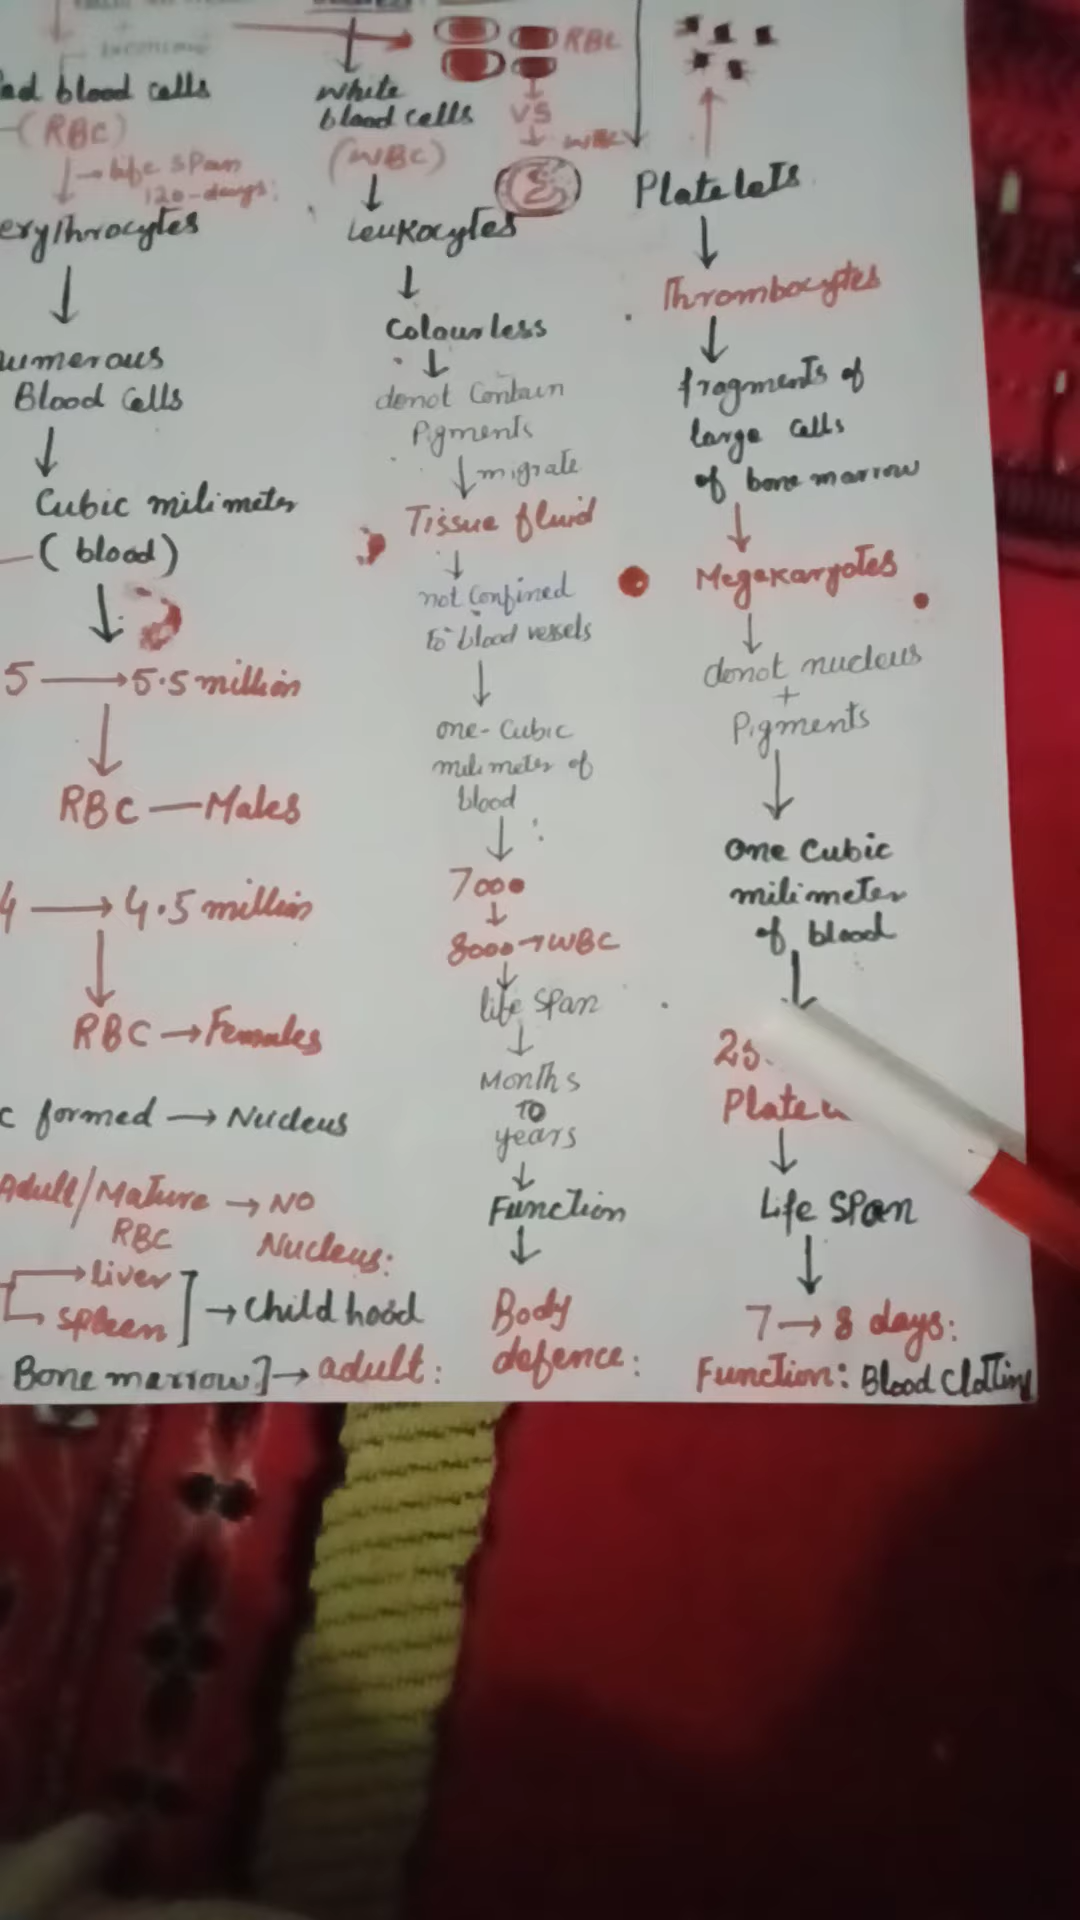 RBC
ad blood cells
(RBC)
life span
120-days:
erythrocytes
umerous
Blood Cells
Cubic milimeter
(blood)
5 → 5.5 million
RBC — Males
4 → 4.5 million
RBC → Females
c formed → Nucleus
Adult/Mature → NO
RBC Nucleus:
liver
spleen ] → Child hood
Bone marrow] → adult:
white
blood cells
(WBC)
VS
WBC
Leukocytes
Colourless
donot Contain
Pigments
migrate
Tissue fluid
not Confined
to blood vessels
one-Cubic
milimeter of
blood
7000
8000 → WBC
life span
Months
TO
years
Function
Body
defence:
Platelets
Thrombocytes
fragments of
large cells
of bone marrow
Megakaryotes
donot nucleus
+
Pigments
One Cubic
milimeter
of blood
Life Span
7 → 8 days:
Function: Blood Clotting